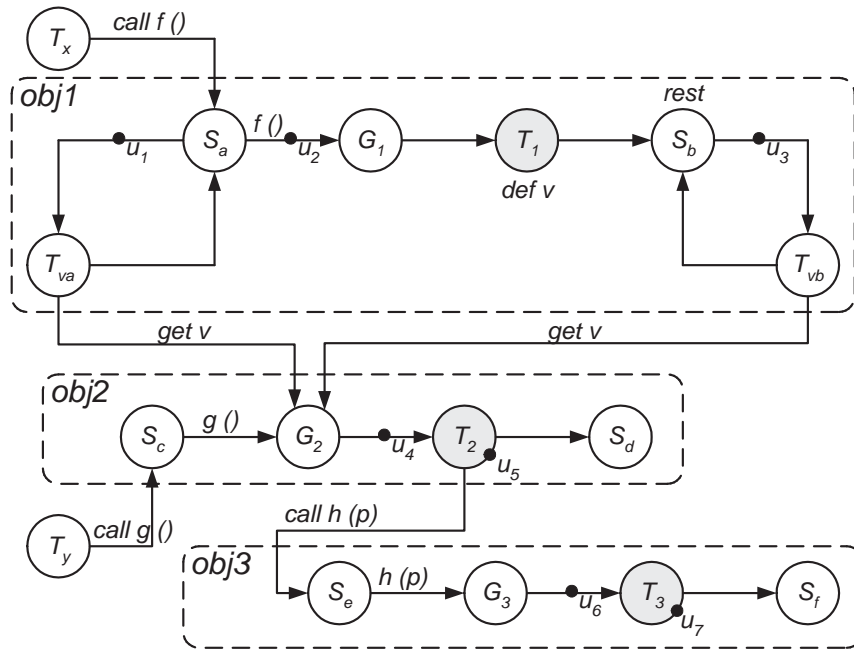 call f ()
T_x
obj1
rest
f ()
u_1
S_a
u_2
G_1
T_1
S_b
u_3
def v
T_va
T_vb
get v
get v
obj2
g ()
S_c
G_2
u_4
T_2
u_5
S_d
call g ()
call h (p)
T_y
obj3
h (p)
S_e
G_3
u_6
T_3
u_7
S_f